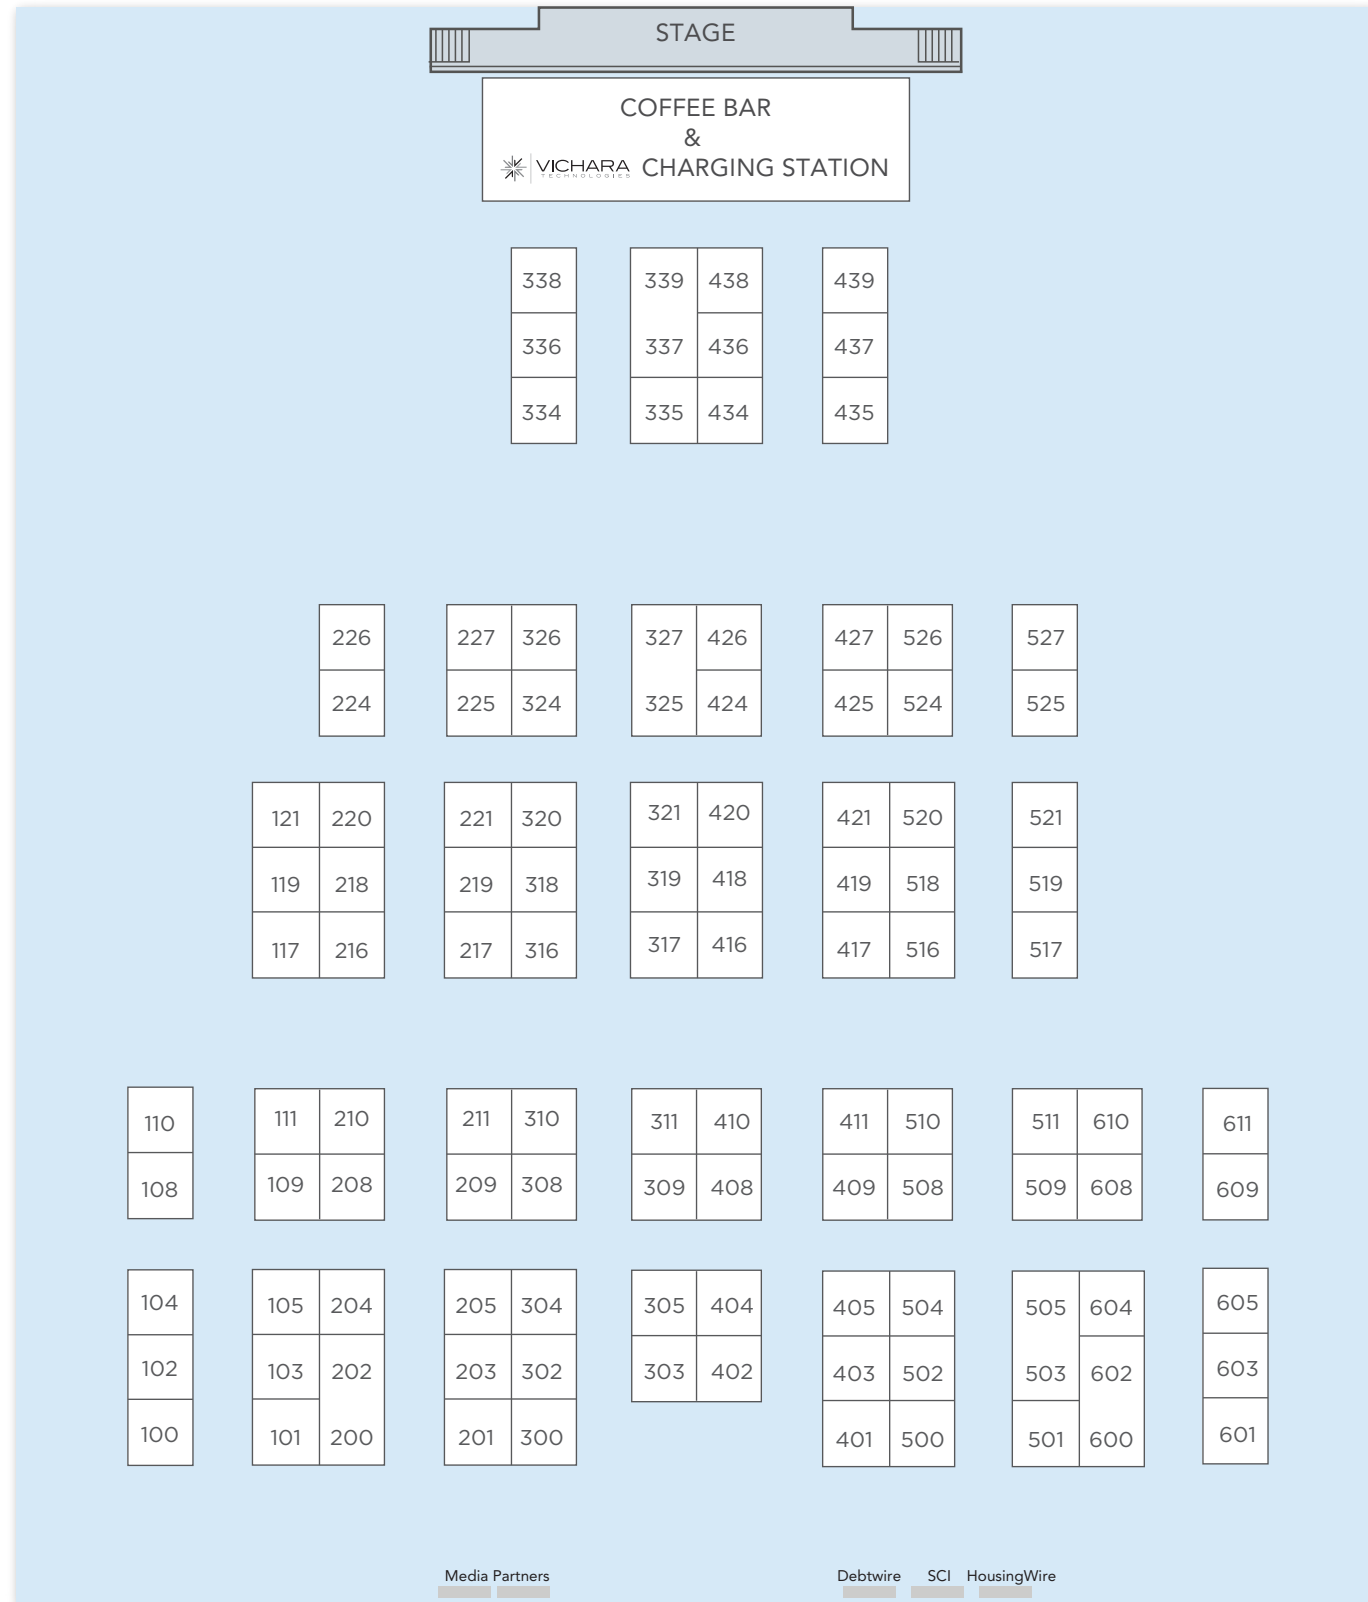 STAGE
COFFEE BAR
&
VICHARA TECHNOLOGIES CHARGING STATION
338 339 438 439
336 337 436 437
334 335 434 435
226 227 326 327 426 427 526 527
224 225 324 325 424 425 524 525
121 220 221 320 321 420 421 520 521
119 218 219 318 319 418 419 518 519
117 216 217 316 317 416 417 516 517
110 111 210 211 310 311 410 411 510 511 610 611
108 109 208 209 308 309 408 409 508 509 608 609
104 105 204 205 304 305 404 405 504 505 604 605
102 103 202 203 302 303 402 403 502 503 602 603
100 101 200 201 300 401 500 501 600 601
Media Partners Debtwire SCI HousingWire